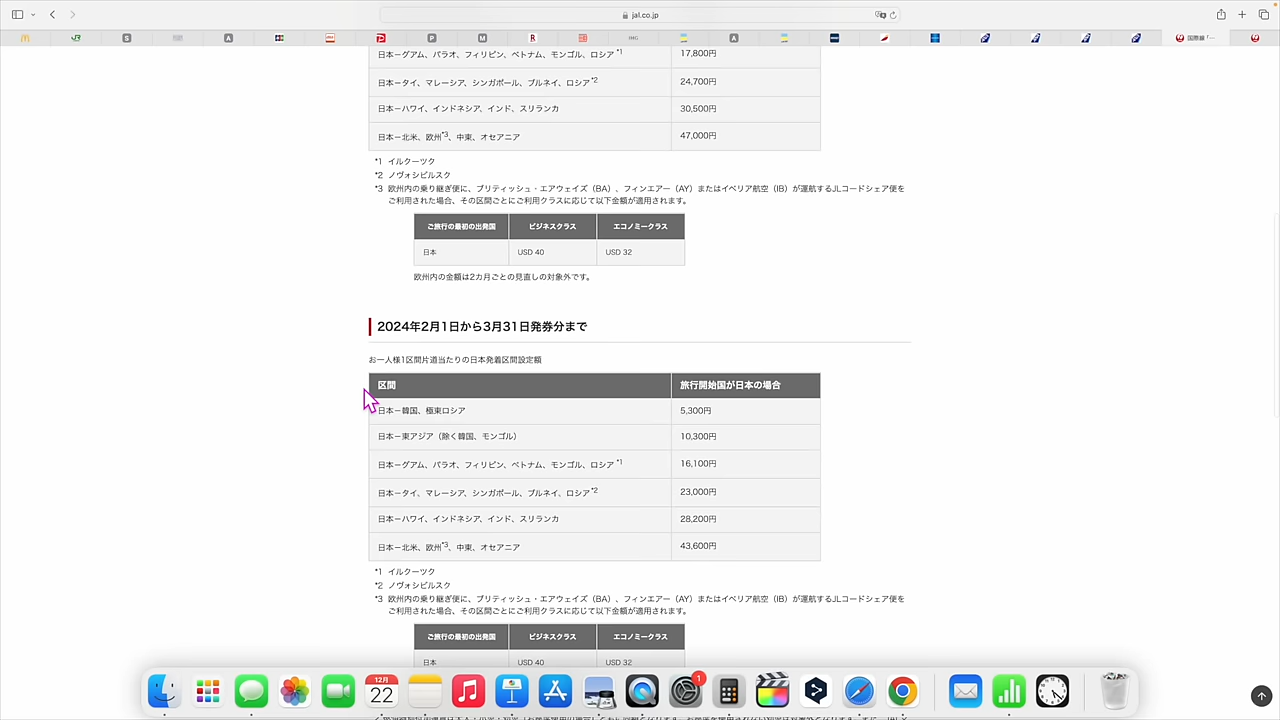 jal.co.jp
国際線「…
日本－グアム、パラオ、フィリピン、ベトナム、モンゴル、ロシア *1 17,800円
日本－タイ、マレーシア、シンガポール、ブルネイ、ロシア*2 24,700円
日本－ハワイ、インドネシア、インド、スリランカ 30,500円
日本－北米、欧州*3、中東、オセアニア 47,000円
*1 イルクーツク
*2 ノヴォシビルスク
*3 欧州内の乗り継ぎ便に、ブリティッシュ・エアウェイズ（BA）、フィンエアー（AY）またはイベリア航空（IB）が運航するJLコードシェア便を
ご利用された場合、その区間ごとにご利用クラスに応じて以下金額が適用されます。
ご旅行の最初の出発国 ビジネスクラス エコノミークラス
日本 USD 40 USD 32
欧州内の金額は2カ月ごとの見直しの対象外です。
2024年2月1日から3月31日発券分まで
お一人様1区間片道当たりの日本発着区間設定額
区間 旅行開始国が日本の場合
日本－韓国、極東ロシア 5,300円
日本－東アジア（除く韓国、モンゴル） 10,300円
日本－グアム、パラオ、フィリピン、ベトナム、モンゴル、ロシア *1 16,100円
日本－タイ、マレーシア、シンガポール、ブルネイ、ロシア*2 23,000円
日本－ハワイ、インドネシア、インド、スリランカ 28,200円
日本－北米、欧州*3、中東、オセアニア 43,600円
*1 イルクーツク
*2 ノヴォシビルスク
*3 欧州内の乗り継ぎ便に、ブリティッシュ・エアウェイズ（BA）、フィンエアー（AY）またはイベリア航空（IB）が運航するJLコードシェア便を
ご利用された場合、その区間ごとにご利用クラスに応じて以下金額が適用されます。
ご旅行の最初の出発国 ビジネスクラス エコノミークラス
日本 USD 40 USD 32
12月
22
1